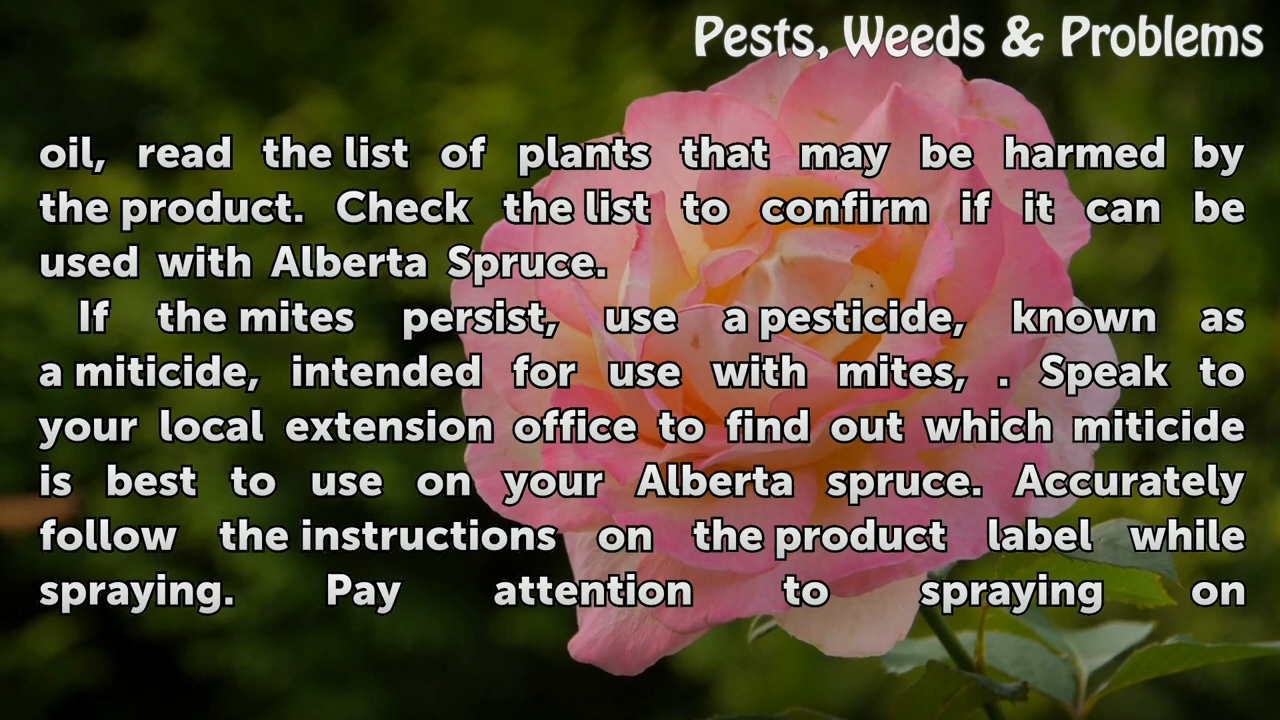 Pests, Weeds & Problems
oil, read the list of plants that may be harmed by
the product. Check the list to confirm if it can be
used with Alberta Spruce.
If the mites persist, use a pesticide, known as
a miticide, intended for use with mites, . Speak to
your local extension office to find out which miticide
is best to use on your Alberta spruce. Accurately
follow the instructions on the product label while
spraying. Pay attention to spraying on